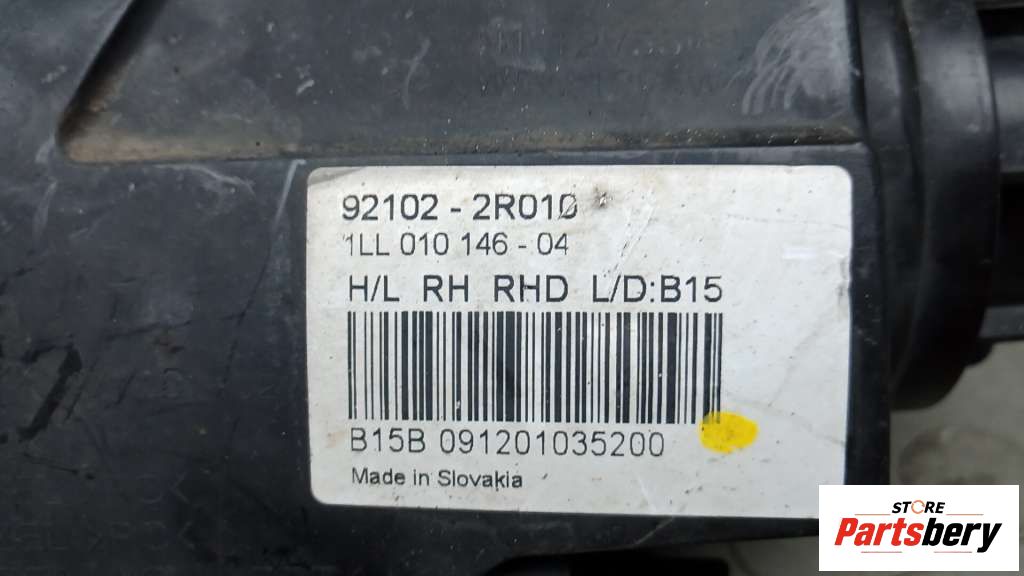 92102 - 2R010
1LL 010 146 - 04
H/L RH RHD L/D:B15
B15B 091201035200
Made in Slovakia
STORE
Partsbery